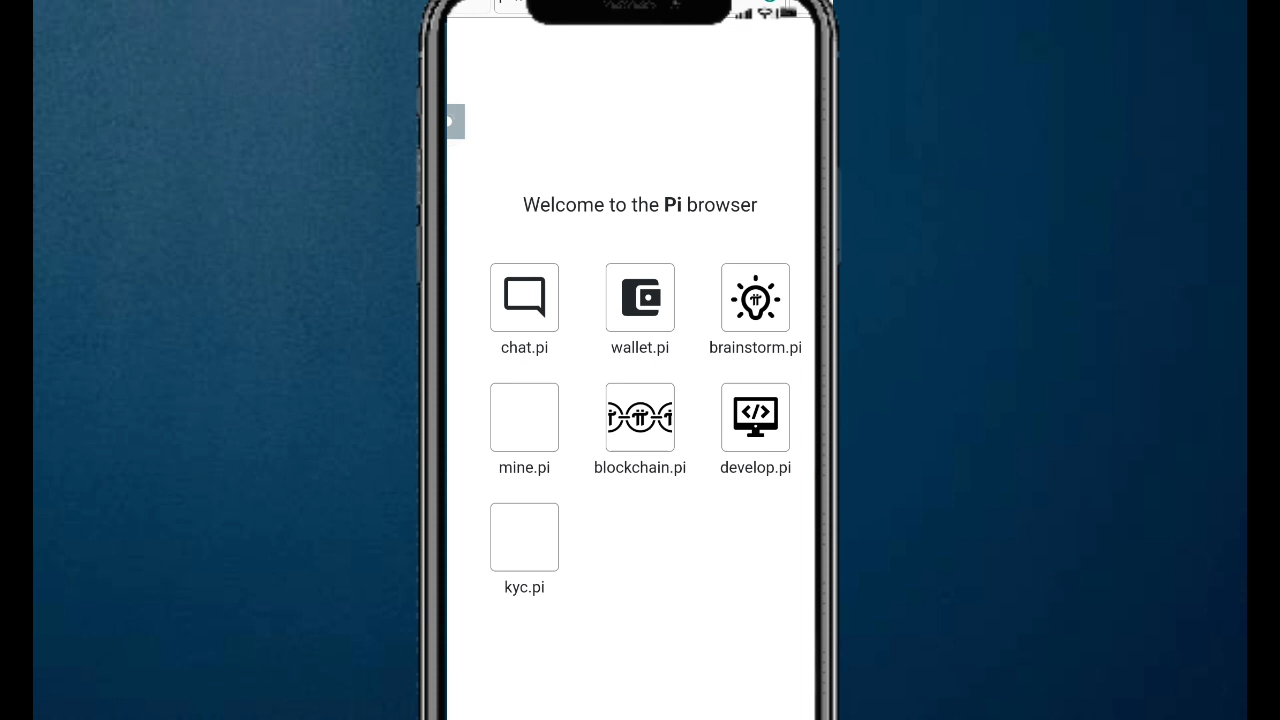 Welcome to the Pi browser
chat.pi
wallet.pi
brainstorm.pi
mine.pi
blockchain.pi
develop.pi
kyc.pi